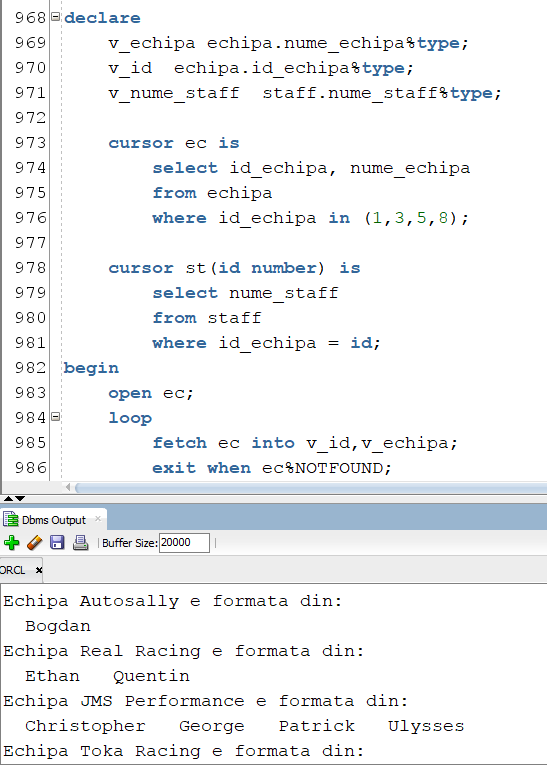 968 declare
969     v_echipa echipa.nume_echipa%type;
970     v_id  echipa.id_echipa%type;
971     v_nume_staff  staff.nume_staff%type;
972
973     cursor ec is
974         select id_echipa, nume_echipa
975         from echipa
976         where id_echipa in (1,3,5,8);
977
978     cursor st(id number) is
979         select nume_staff
980         from staff
981         where id_echipa = id;
982 begin
983     open ec;
984     loop
985         fetch ec into v_id,v_echipa;
986         exit when ec%NOTFOUND;
Dbms Output ×
Buffer Size: 20000
ORCL ×
Echipa Autosally e formata din:
  Bogdan
Echipa Real Racing e formata din:
  Ethan   Quentin
Echipa JMS Performance e formata din:
  Christopher   George   Patrick   Ulysses
Echipa Toka Racing e formata din: